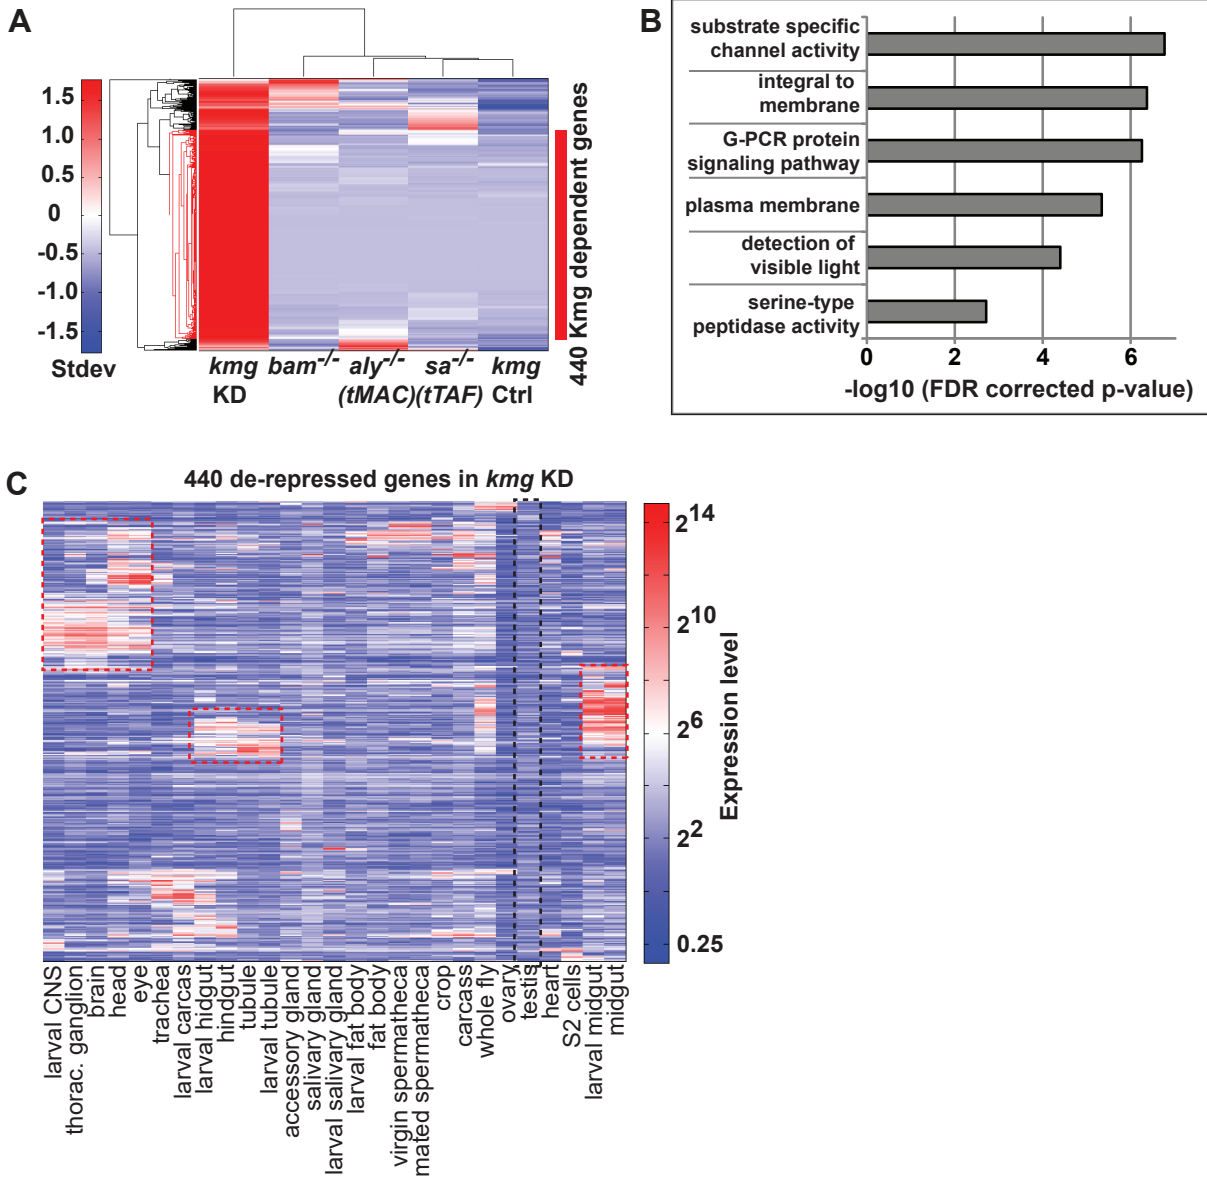 A
1.5
1.0
0.5
0
-0.5
-1.0
-1.5
Stdev
kmg
KD
bam-/-
aly-/-
(tMAC)
sa-/-
(tTAF)
kmg
Ctrl
440 Kmg dependent genes
B
substrate specific
channel activity
integral to
membrane
G-PCR protein
signaling pathway
plasma membrane
detection of
visible light
serine-type
peptidase activity
0
2
4
6
-log10 (FDR corrected p-value)
C
440 de-repressed genes in kmg KD
2^14
2^10
2^6
2^2
0.25
Expression level
larval CNS
thorac. ganglion
brain
head
eye
trachea
larval carcas
larval hidgut
hindgut
tubule
larval tubule
accessory gland
salivary gland
larval salivary gland
larval fat body
fat body
virgin spermatheca
mated spermatheca
crop
carcass
whole fly
ovary
testis
heart
S2 cells
larval midgut
midgut